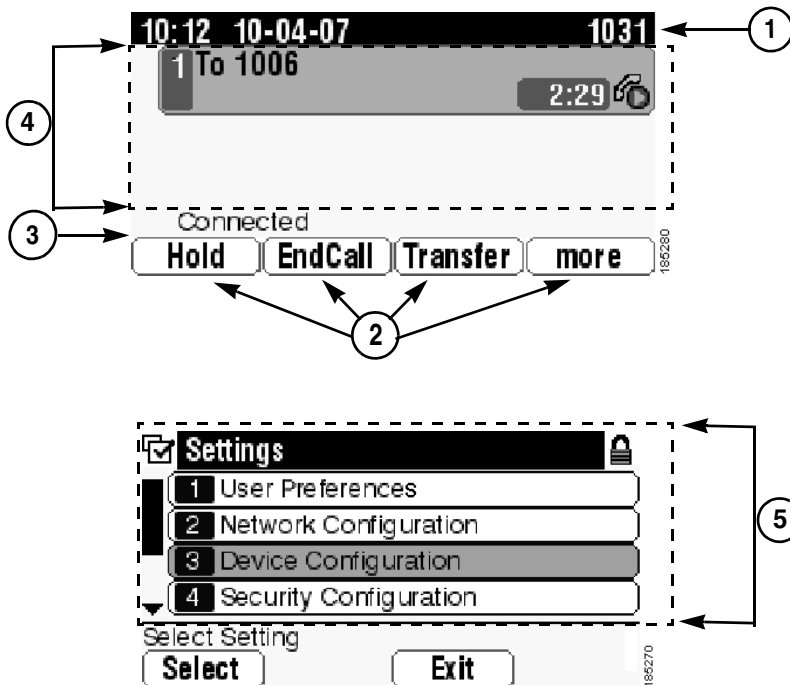 10:12 10-04-07 1031
1
1 To 1006
2:29
4
Connected
3
Hold EndCall Transfer more
185280
2
Settings
1 User Preferences
2 Network Configuration
3 Device Configuration
4 Security Configuration
5
Select Setting
Select Exit
185270